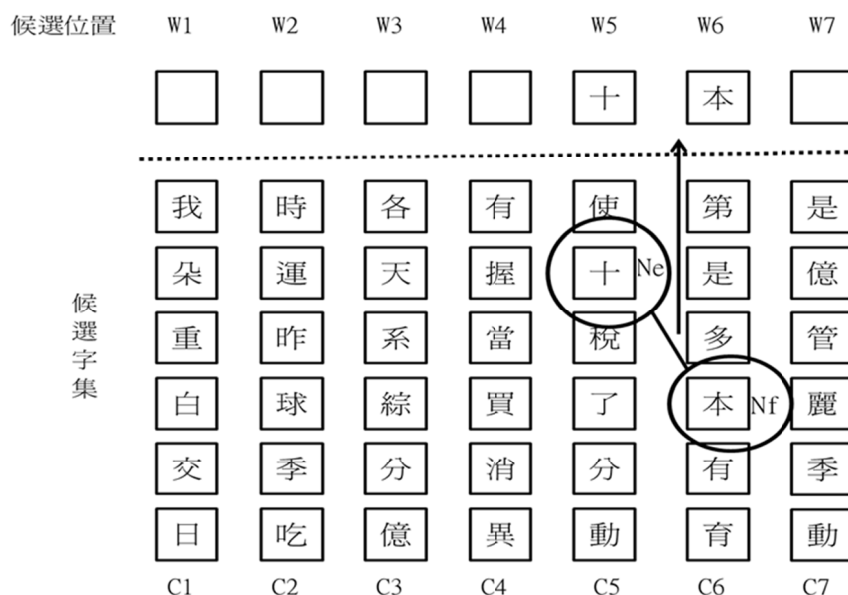 候選位置 W1 W2 W3 W4 W5 W6 W7
十 本
我 時 各 有 使 第 是
朵 運 天 握 十 Ne 是 億
重 昨 系 當 稅 多 管
白 球 綜 買 了 本 Nf 麗
交 季 分 消 分 有 季
日 吃 億 異 動 育 動
候選字集
C1 C2 C3 C4 C5 C6 C7